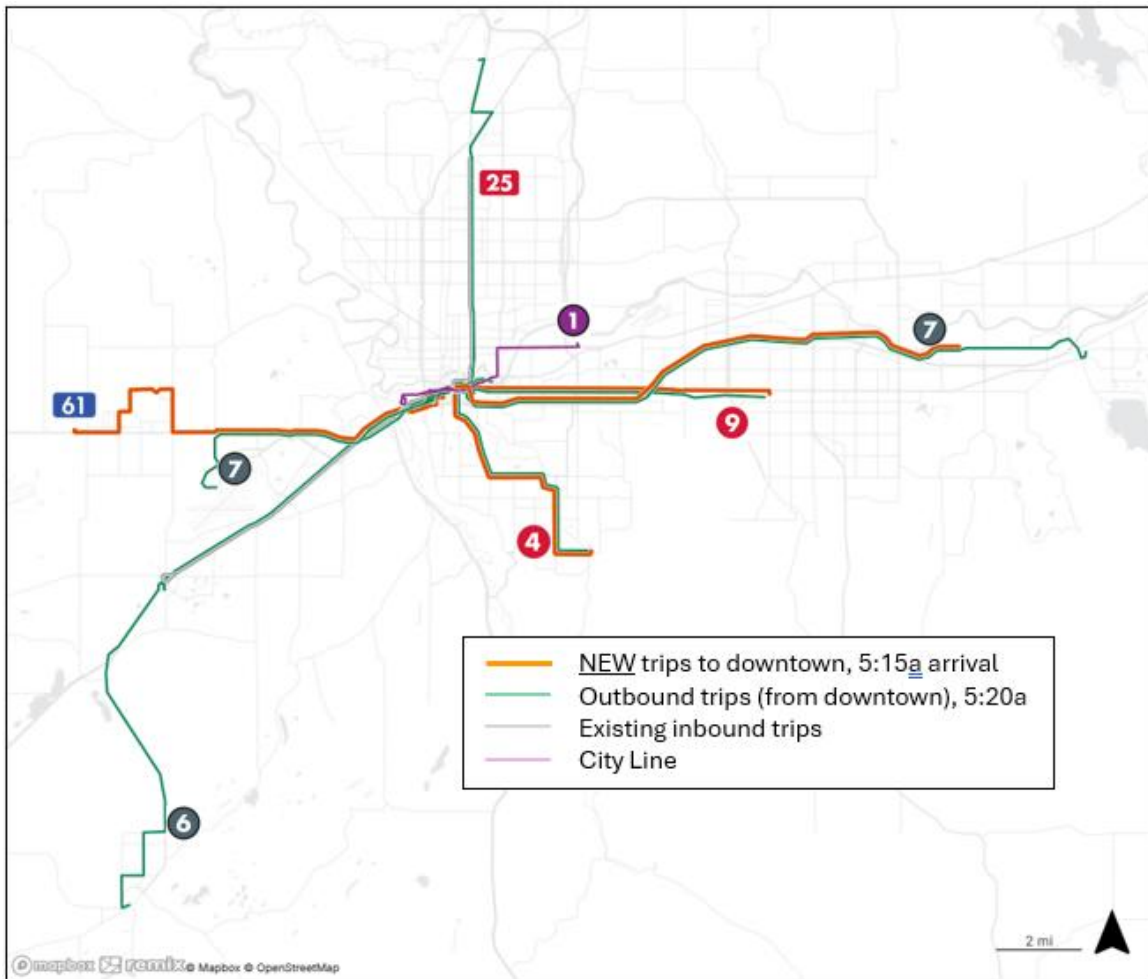 25
1
7
61
9
7
4
NEW trips to downtown, 5:15a arrival
Outbound trips (from downtown), 5:20a
Existing inbound trips
City Line
6
2 mi
mapbox remix © Mapbox © OpenStreetMap